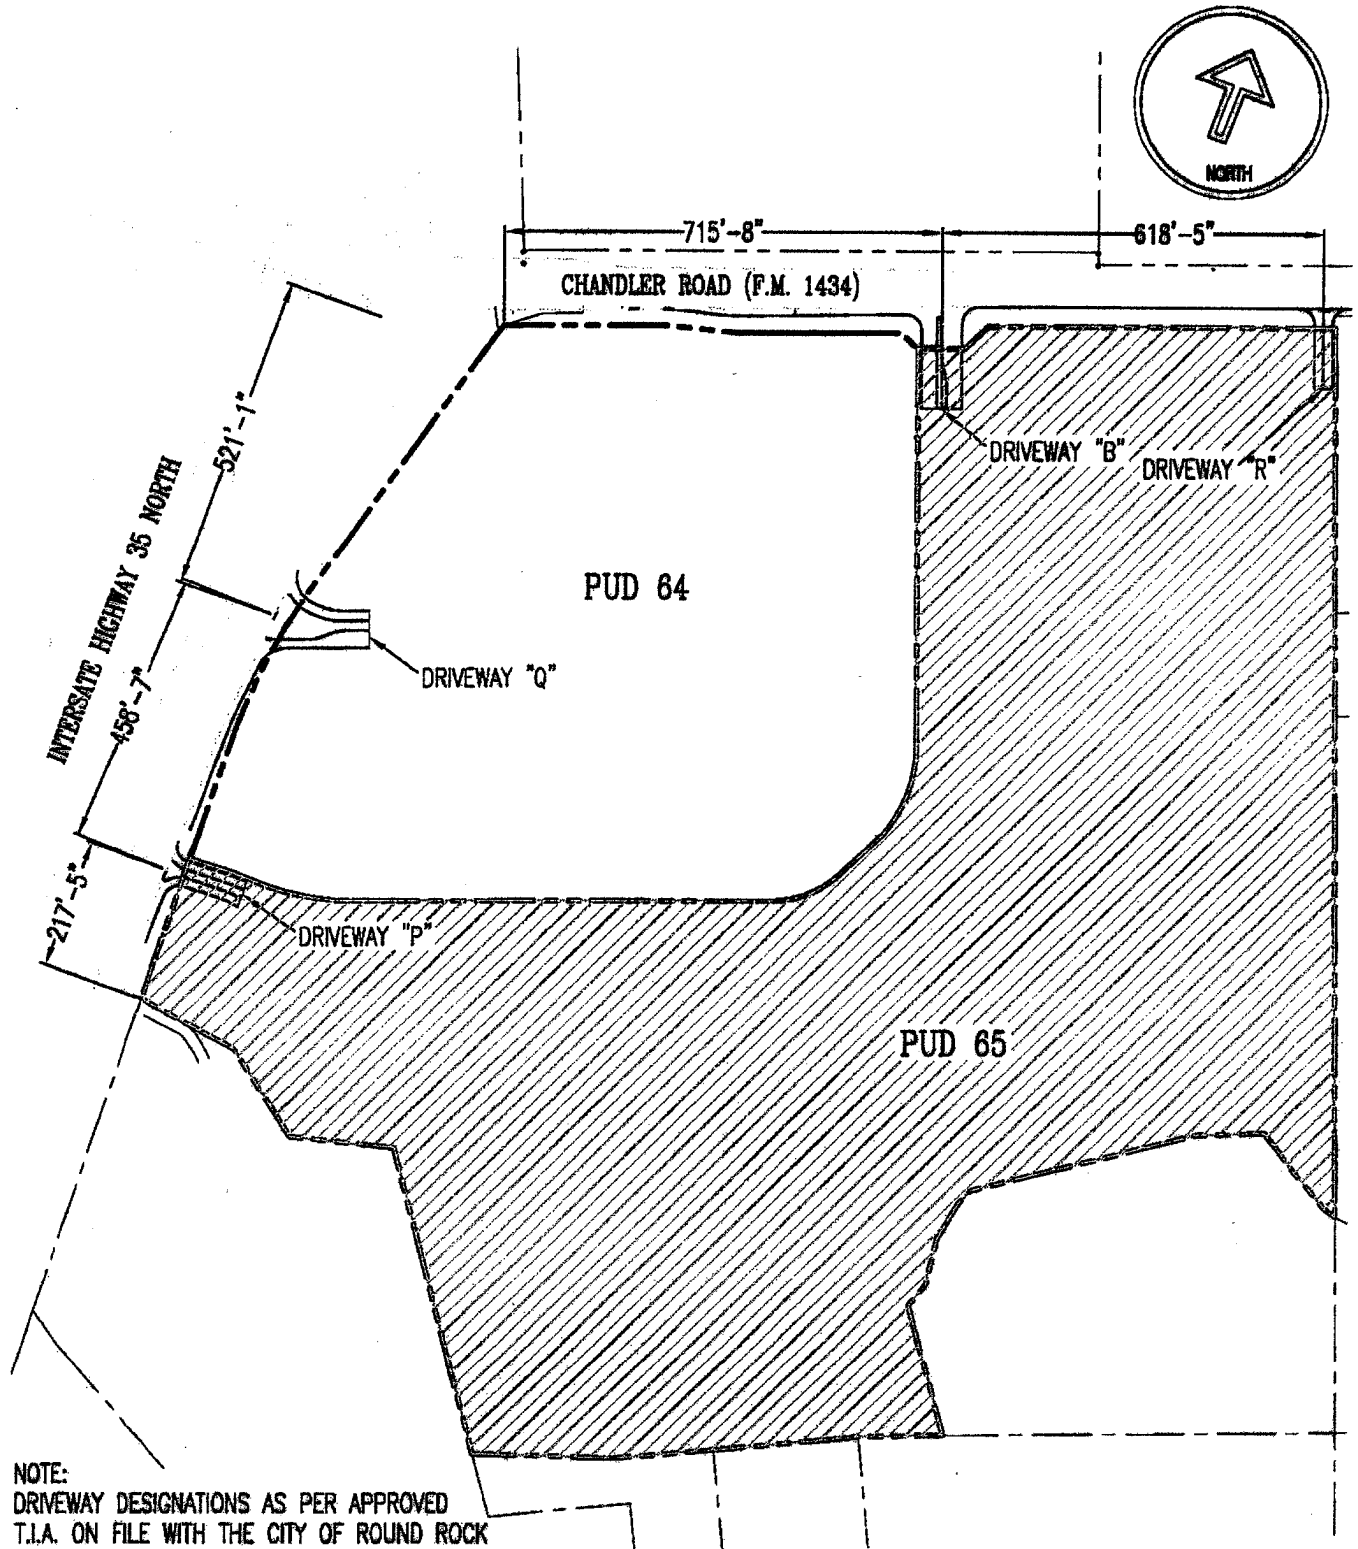 NORTH
715'-8"
618'-5"
CHANDLER ROAD (F.M. 1434)
521'-1"
INTERSATE HIGHWAY 35 NORTH
DRIVEWAY "B"
DRIVEWAY "R"
PUD 64
458'-7"
DRIVEWAY "Q"
217'-5"
DRIVEWAY "P"
PUD 65
NOTE:
DRIVEWAY DESIGNATIONS AS PER APPROVED
T.I.A. ON FILE WITH THE CITY OF ROUND ROCK